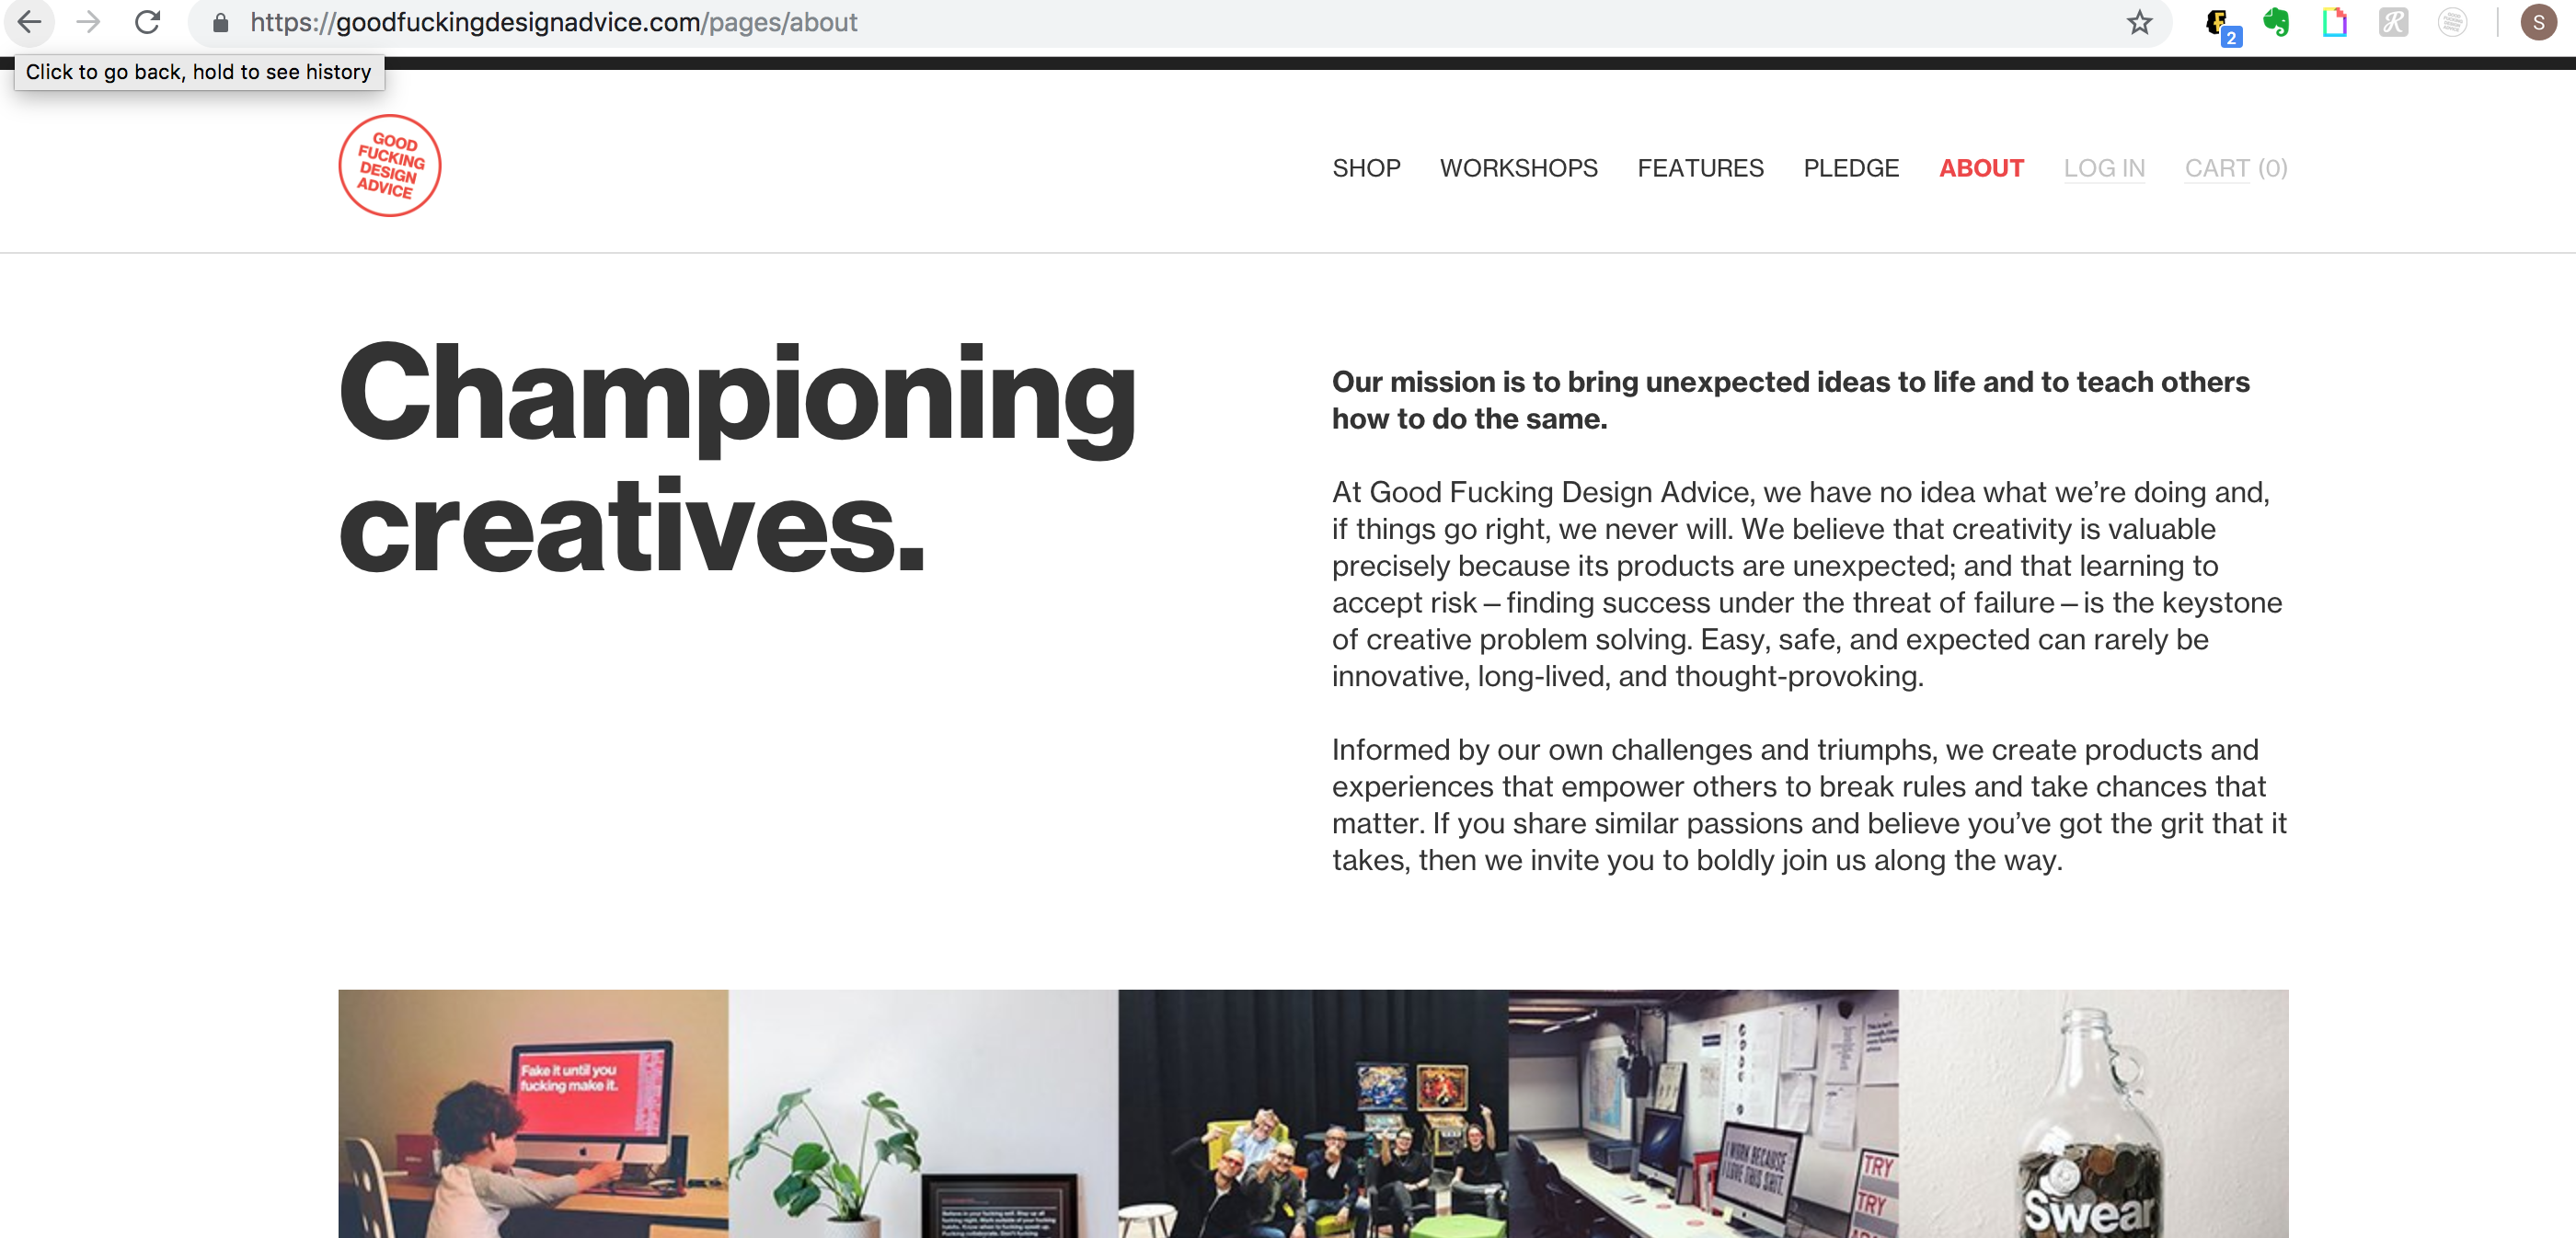 https://goodfuckingdesignadvice.com/pages/about
2
S
Click to go back, hold to see history
GOOD
FUCKING
DESIGN
ADVICE
SHOP WORKSHOPS FEATURES PLEDGE ABOUT LOG IN CART (0)
Championing
creatives.
Our mission is to bring unexpected ideas to life and to teach others
how to do the same.
At Good Fucking Design Advice, we have no idea what we’re doing and,
if things go right, we never will. We believe that creativity is valuable
precisely because its products are unexpected; and that learning to
accept risk – finding success under the threat of failure – is the keystone
of creative problem solving. Easy, safe, and expected can rarely be
innovative, long-lived, and thought-provoking.
Informed by our own challenges and triumphs, we create products and
experiences that empower others to break rules and take chances that
matter. If you share similar passions and believe you’ve got the grit that it
takes, then we invite you to boldly join us along the way.
Fake it until you
fucking make it.
I WORK BECAUSE
I LOVE THIS SHIT.
TRY
TRY
Swear